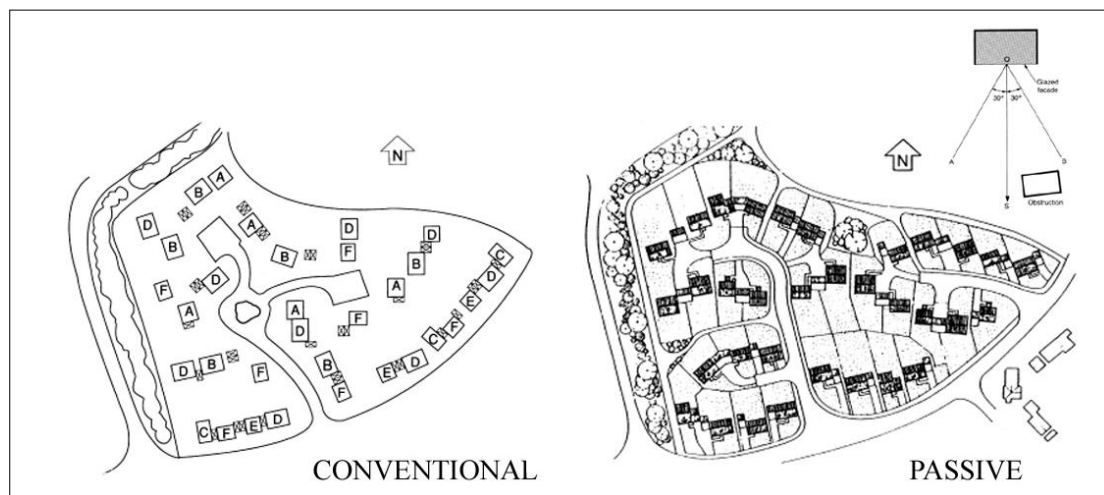 O
Glazed
facade
30° 30°
A
S
Obstruction
N
N
A
B
D
A
B
D
F
B
D
B
C
D
F
D
A
E
A
A
D
F
F
C
D
B
F
B
F
E
D
C
F
E
D
CONVENTIONAL
PASSIVE